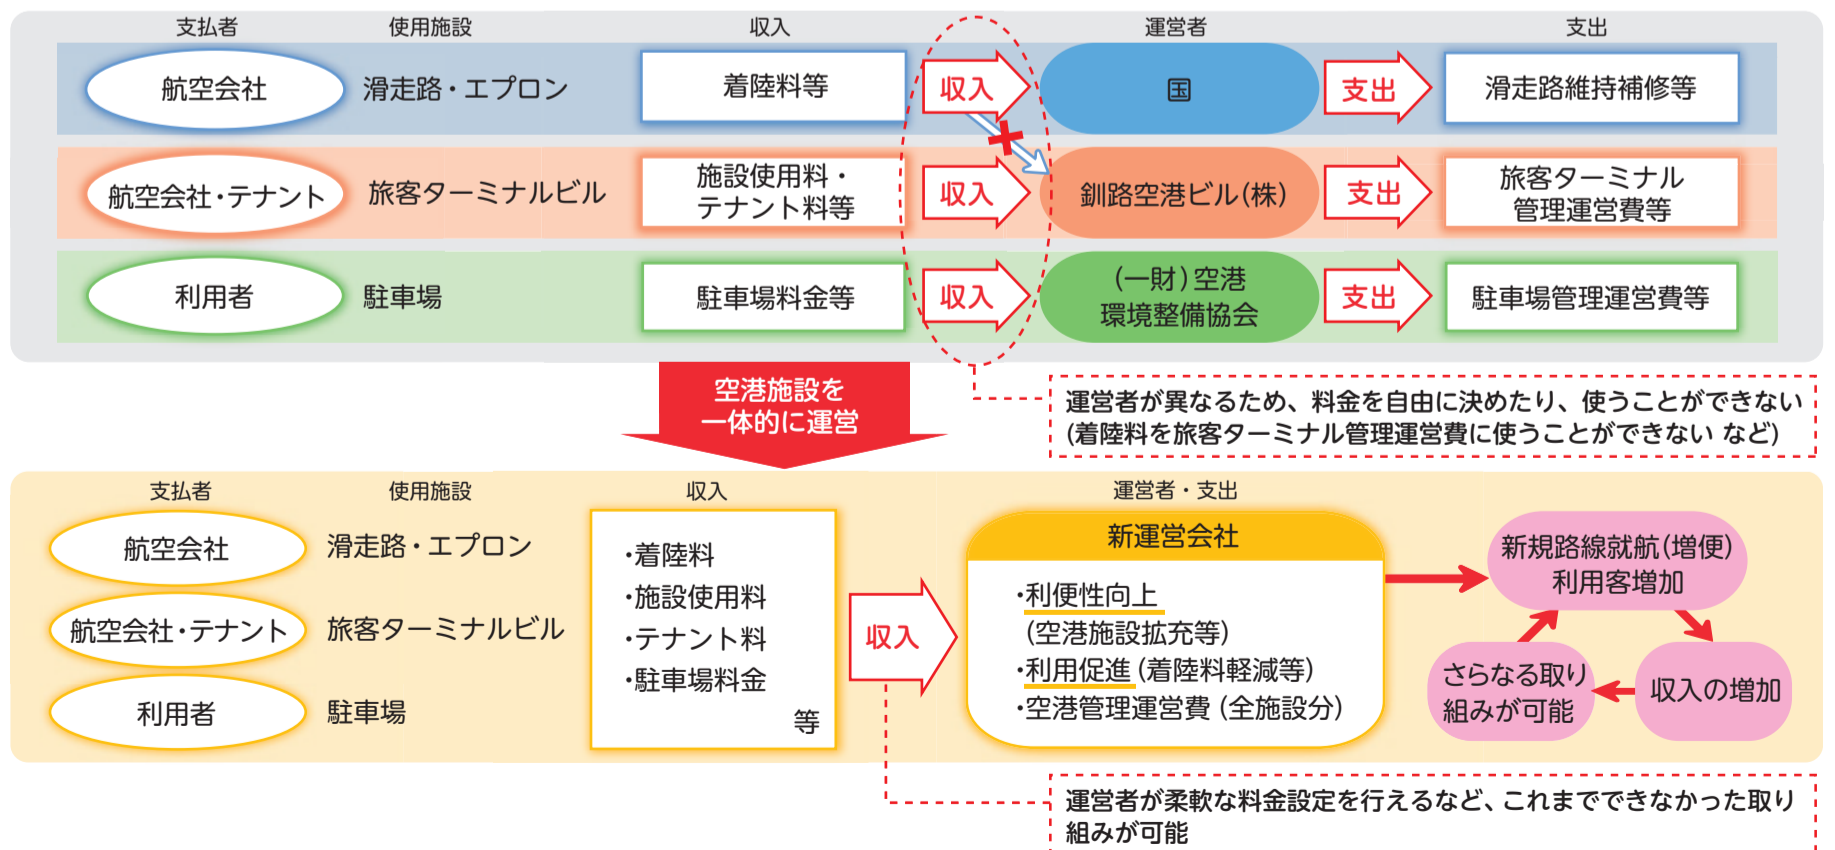 支払者 使用施設 収入 運営者 支出
航空会社 滑走路・エプロン 着陸料等 収入 国 支出 滑走路維持補修等
航空会社・テナント 旅客ターミナルビル 施設使用料・
テナント料等 収入 釧路空港ビル(株) 支出 旅客ターミナル
管理運営費等
利用者 駐車場 駐車場料金等 収入 (一財)空港
環境整備協会 支出 駐車場管理運営費等
空港施設を
一体的に運営
運営者が異なるため、料金を自由に決めたり、使うことができない
(着陸料を旅客ターミナル管理運営費に使うことができない など)
支払者 使用施設 収入 運営者・支出
航空会社 滑走路・エプロン
航空会社・テナント 旅客ターミナルビル
利用者 駐車場
・着陸料
・施設使用料
・テナント料
・駐車場料金
等
収入
新運営会社
・利便性向上
(空港施設拡充等)
・利用促進(着陸料軽減等)
・空港管理運営費(全施設分)
新規路線就航(増便)
利用客増加
収入の増加
さらなる取り
組みが可能
運営者が柔軟な料金設定を行えるなど、これまでできなかった取り
組みが可能